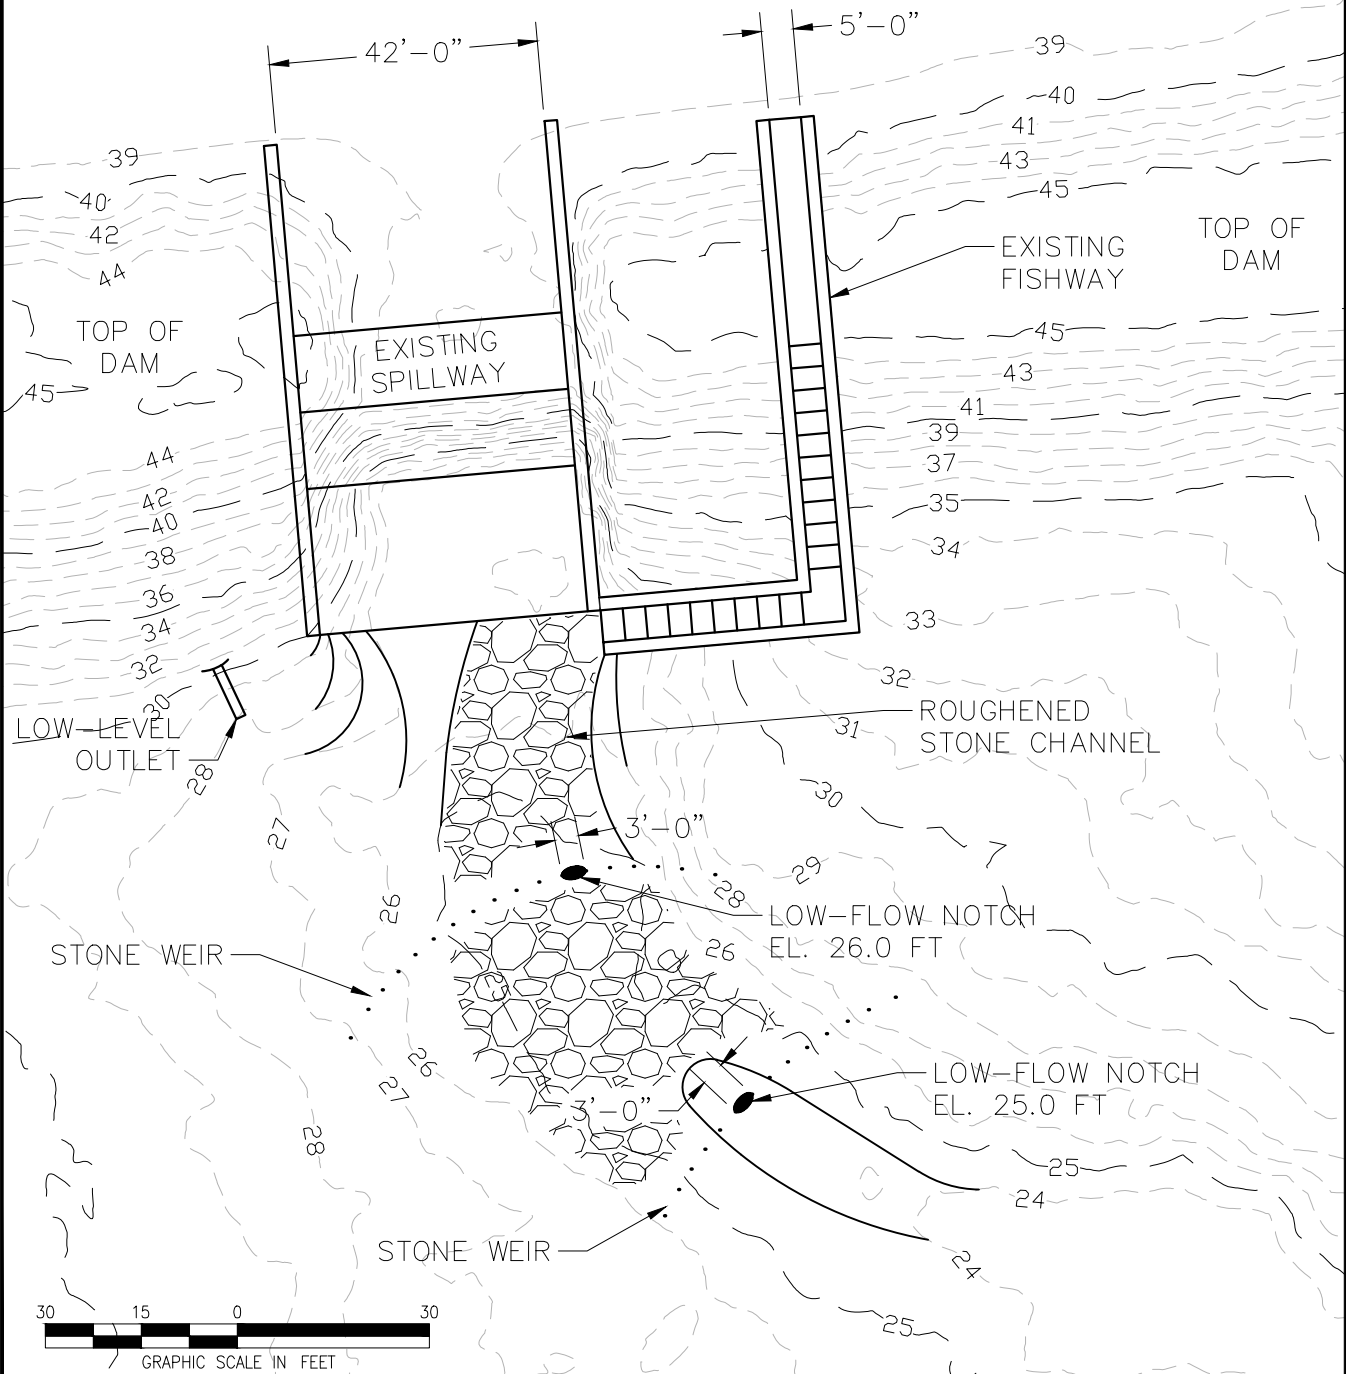 42'-0"
5'-0"
39
40
41
43
45
39
40
42
44
TOP OF
DAM
EXISTING
FISHWAY
TOP OF
DAM
EXISTING
SPILLWAY
45
45
43
41
39
37
35
34
33
44
42
40
38
36
34
32
30
32
31
30
29
28
LOW-LEVEL
OUTLET
28
27
26
ROUGHENED
STONE CHANNEL
3'-0"
LOW-FLOW NOTCH
EL. 26.0 FT
26
STONE WEIR
25
26
27
28
LOW-FLOW NOTCH
EL. 25.0 FT
3'-0"
25
24
STONE WEIR
24
25
30 15 0 30
GRAPHIC SCALE IN FEET